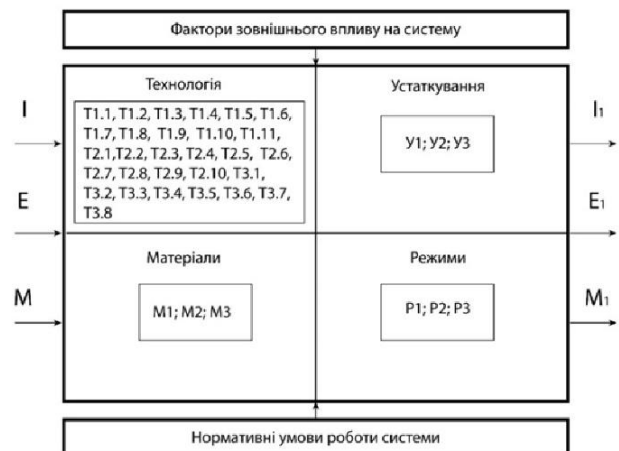 Фактори зовнішнього впливу на систему
Технологія
Устаткування
I
I₁
Т1.1, Т1.2, Т1.3, Т1.4, Т1.5, Т1.6,
Т1.7, Т1.8, Т1.9, Т1.10, Т1.11,
Т2.1,Т2.2, Т2.3, Т2.4, Т2.5, Т2.6,
Т2.7, Т2.8, Т2.9, Т2.10, Т3.1,
Т3.2, Т3.3, Т3.4, Т3.5, Т3.6, Т3.7,
Т3.8
У1; У2; У3
E
E₁
Матеріали
Режими
M
M₁
М1; М2; М3
Р1; Р2; Р3
Нормативні умови роботи системи